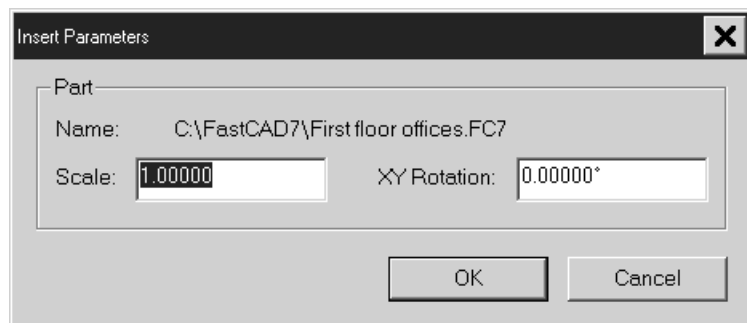 Insert Parameters
Part
Name: C:\FastCAD7\First floor offices.FC7
Scale: 1.00000 XY Rotation: 0.00000°
OK Cancel